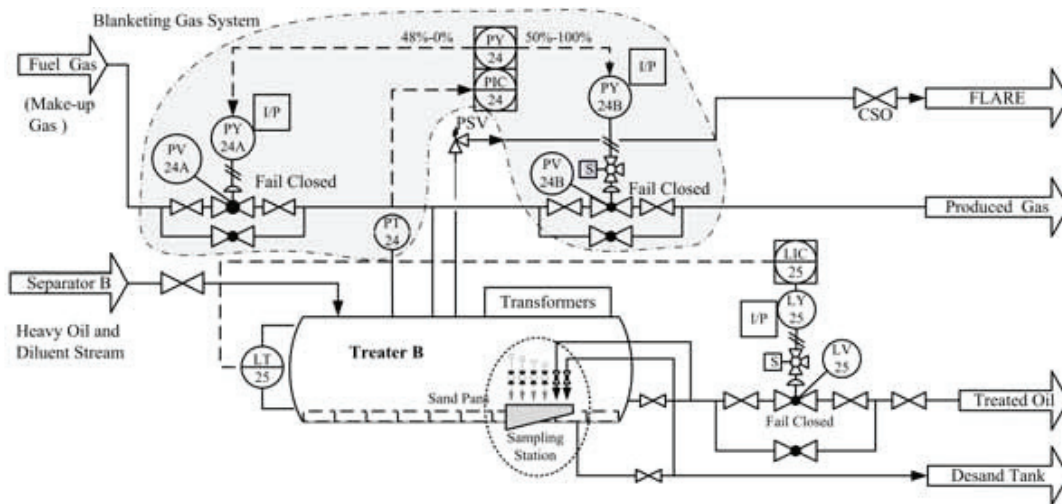 Blanketing Gas System
48%-0%
PY
24
50%-100%
PIC
24
Fuel Gas
(Make-up
Gas )
I/P
PY
24A
PV
24A
Fail Closed
PSV
PY
24B
I/P
S
PV
24B
Fail Closed
CSO
FLARE
Produced Gas
PT
24
Separator B
Heavy Oil and
Diluent Stream
Transformers
Treater B
LT
25
Sand Pans
Sampling
Station
LIC
25
LY
25
I/P
S
LV
25
Fail Closed
Treated Oil
Desand Tank